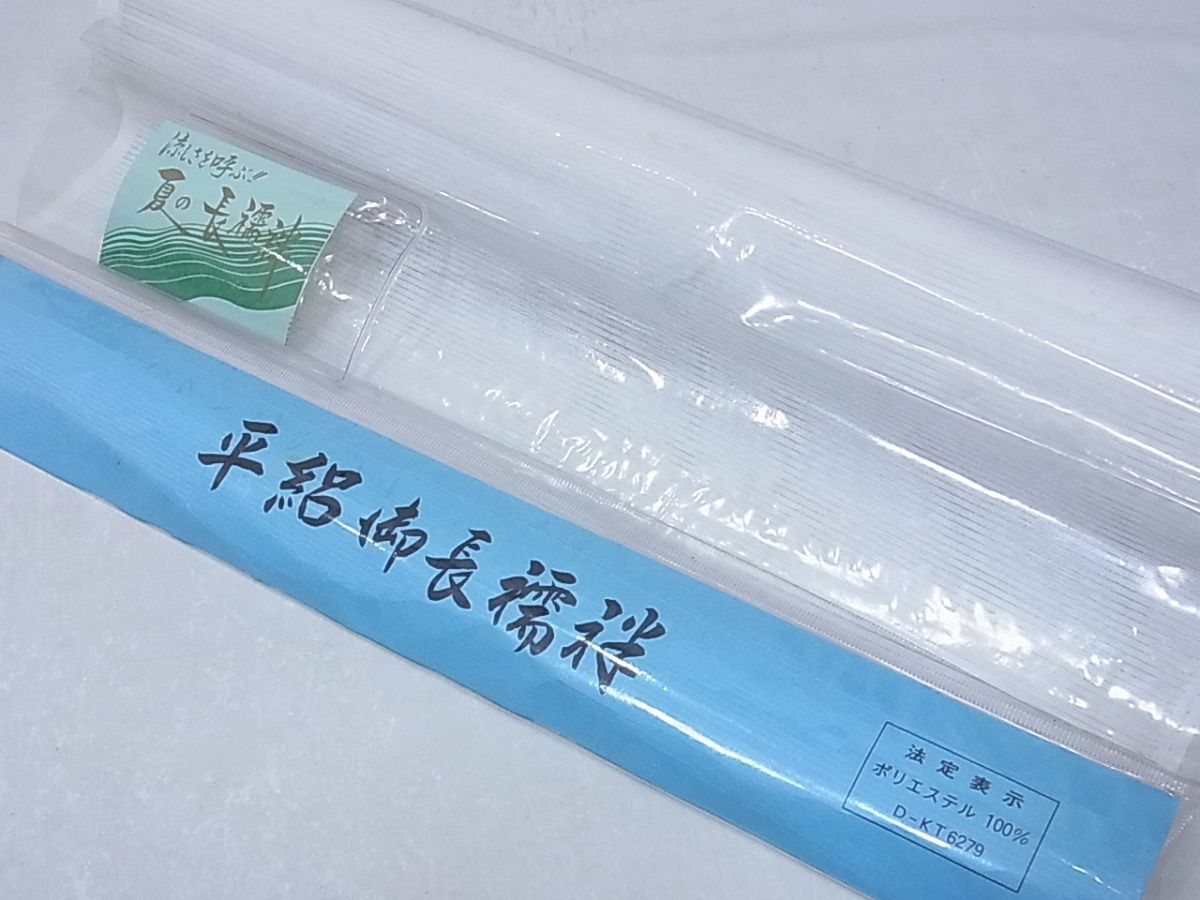 涼しさを呼ぶ!!
夏の長襦袢
平絽御長襦袢
法定表示
ポリエステル 100%
D-KT6279